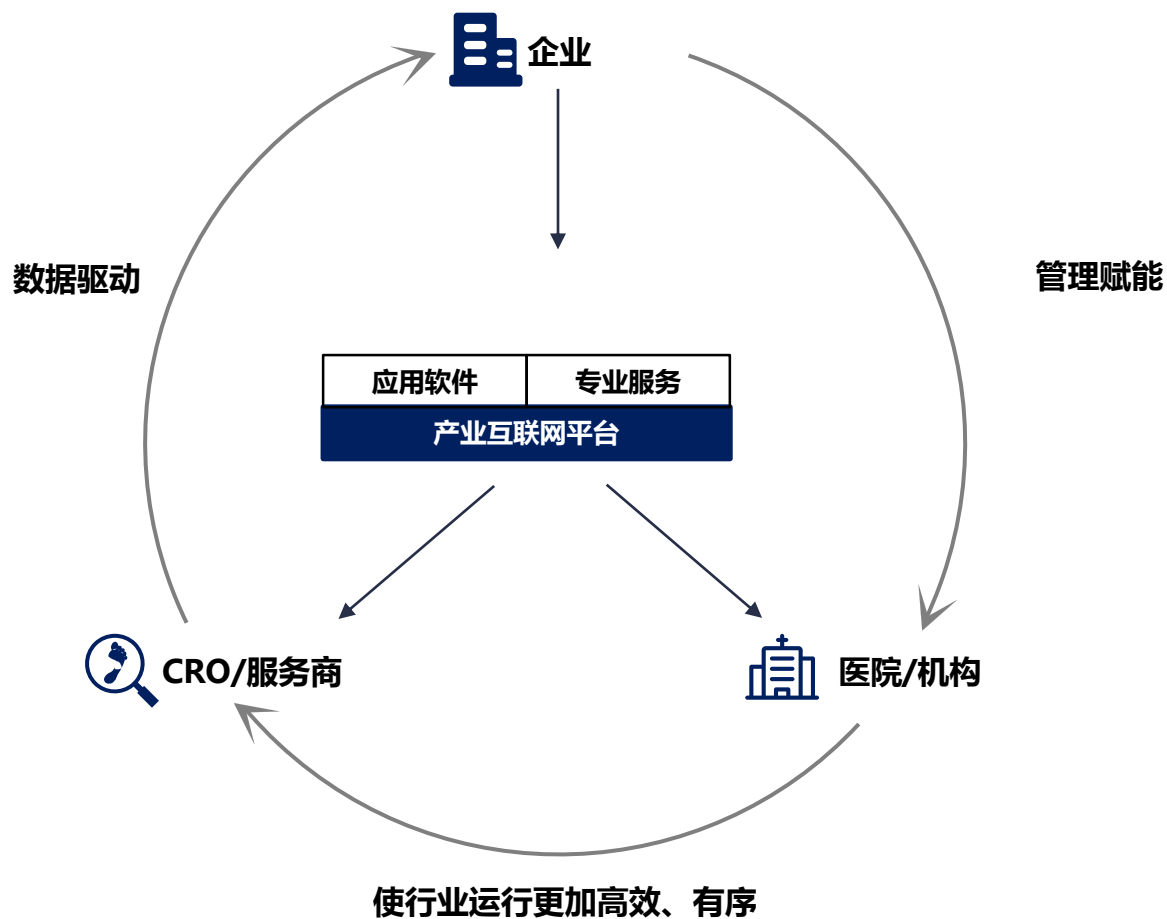 企业
数据驱动
管理赋能
应用软件
专业服务
产业互联网平台
CRO/服务商
医院/机构
使行业运行更加高效、有序